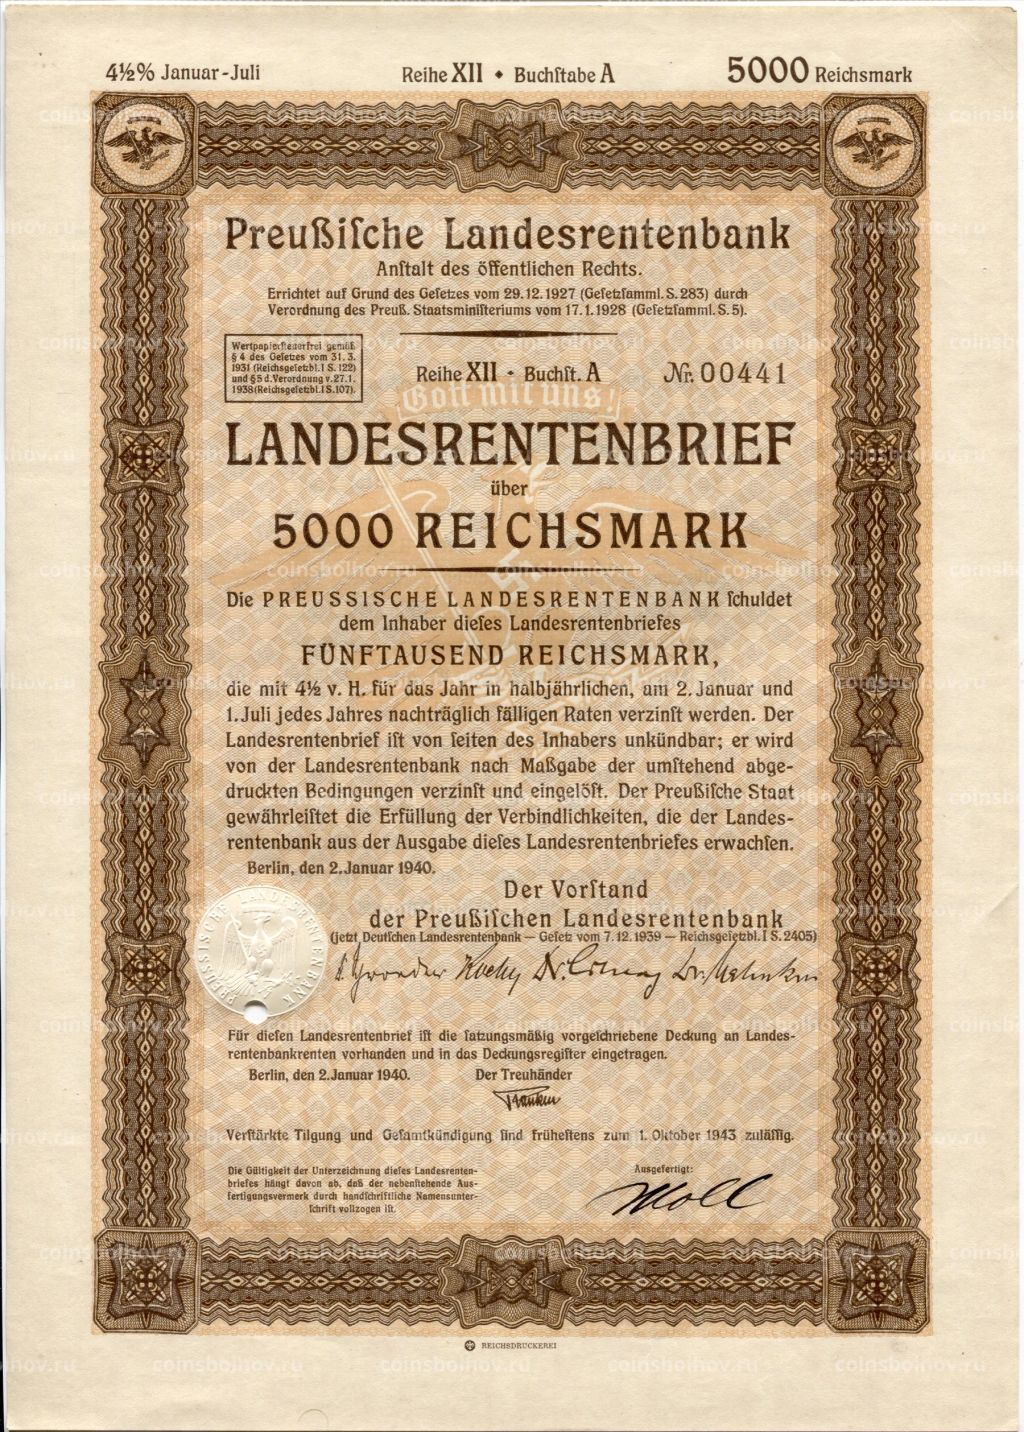 4½% Januar-Juli Reihe XII • Buchſtabe A 5000 Reichsmark
Preußiſche Landesrentenbank
Anſtalt des öffentlichen Rechts.
Errichtet auf Grund des Geſetzes vom 29.12.1927 (Geſetzſamml. S. 283) durch
Verordnung des Preuß. Staatsminiſteriums vom 17.1.1928 (Geſetzſamml. S. 5).
Wertpapierſteuerfrei gemäß
§ 4 des Geſetzes vom 31. 3.
1931 (Reichsgeſetzbl. I S. 122)
und § 5 d. Verordnung v. 27.1.
1938 (Reichsgeſetzbl. I S. 107).
Reihe XII • Buchſt. A Nr. 00441
Gott mit uns!
LANDESRENTENBRIEF
über
5000 REICHSMARK
Die PREUSSISCHE LANDESRENTENBANK ſchuldet
dem Inhaber dieſes Landesrentenbriefes
FÜNFTAUSEND REICHSMARK,
die mit 4½ v. H. für das Jahr in halbjährlichen, am 2. Januar und
1. Juli jedes Jahres nachträglich fälligen Raten verzinſt werden. Der
Landesrentenbrief iſt von ſeiten des Inhabers unkündbar; er wird
von der Landesrentenbank nach Maßgabe der umſtehend abge-
druckten Bedingungen verzinſt und eingelöſt. Der Preußiſche Staat
gewährleiſtet die Erfüllung der Verbindlichkeiten, die der Landes-
rentenbank aus der Ausgabe dieſes Landesrentenbriefes erwachſen.
Berlin, den 2. Januar 1940.
Der Vorſtand
der Preußiſchen Landesrentenbank
(jetzt Deutſchen Landesrentenbank — Geſetz vom 7.12.1939 — Reichsgeſetzbl. I S. 2405)
PREUSSISCHE LANDESRENTENBANK
Für dieſen Landesrentenbrief iſt die ſatzungsmäßig vorgeſchriebene Deckung an Landes-
rentenbankrenten vorhanden und in das Deckungsregiſter eingetragen.
Berlin, den 2. Januar 1940. Der Treuhänder
Verſtärkte Tilgung und Geſamtkündigung ſind früheſtens zum 1. Oktober 1943 zuläſſig.
Die Gültigkeit der Unterzeichnung dieſes Landesrenten-
briefes hängt davon ab, daß der nebenſtehende Aus-
fertigungsvermerk durch handſchriftliche Namensunter-
ſchrift vollzogen iſt.
Ausgefertigt:
Moll
REICHSDRUCKEREI
coinsbolhov.ru